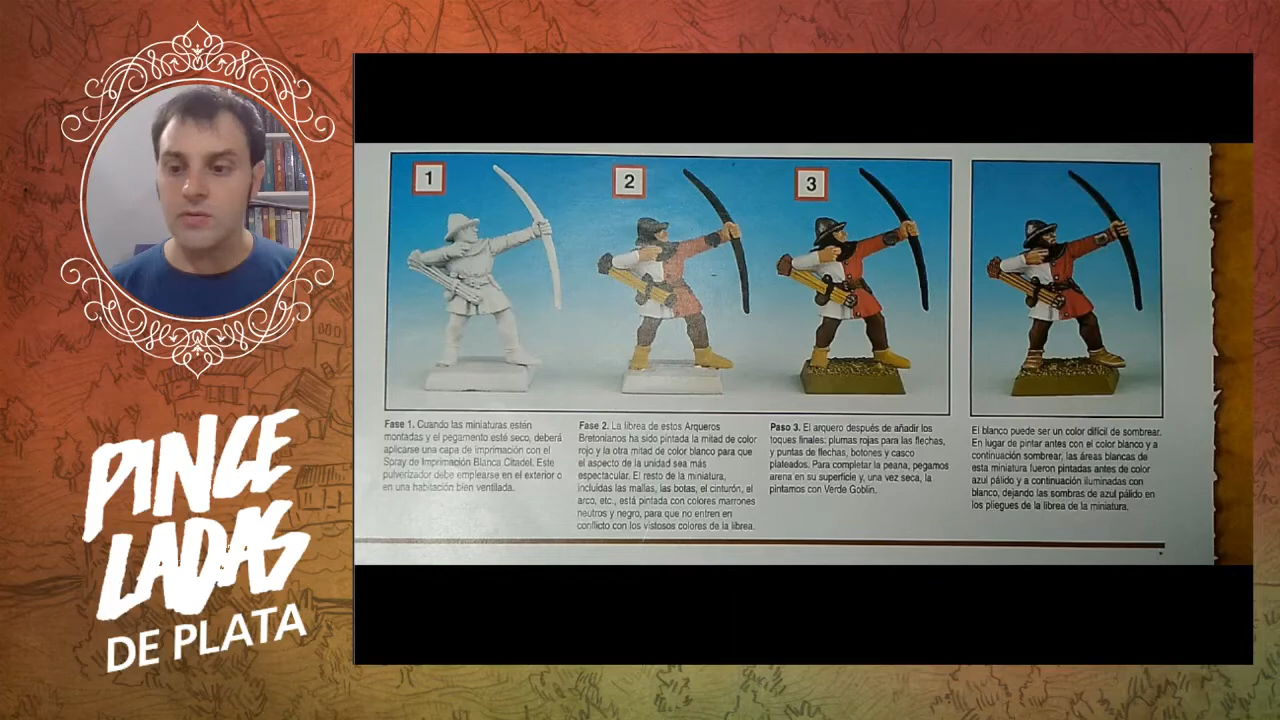 PINCE
LADAS
DE PLATA
1
2
3
Fase 1. Cuando las miniaturas estén
montadas y el pegamento esté seco, deberá
aplicarse una capa de imprimación con el
Spray de Imprimación Blanca Citadel. Este
pulverizador debe emplearse en el exterior o
en una habitación bien ventilada.
Fase 2. La librea de estos Arqueros
Bretonianos ha sido pintada la mitad de color
rojo y la otra mitad de color blanco para que
el aspecto de la unidad sea más
espectacular. El resto de la miniatura,
incluidas las mallas, las botas, el cinturón, el
arco, etc., está pintada con colores marrones
neutros y negro, para que no entren en
conflicto con los vistosos colores de la librea.
Paso 3. El arquero después de añadir los
toques finales: plumas rojas para las flechas,
y puntas de flechas, botones y casco
plateados. Para completar la peana, pegamos
arena en su superficie y, una vez seca, la
pintamos con Verde Goblin.
El blanco puede ser un color difícil de sombrear.
En lugar de pintar antes con el color blanco y a
continuación sombrear, las áreas blancas de
esta miniatura fueron pintadas antes de color
azul pálido y a continuación iluminadas con
blanco, dejando las sombras de azul pálido en
los pliegues de la librea de la miniatura.